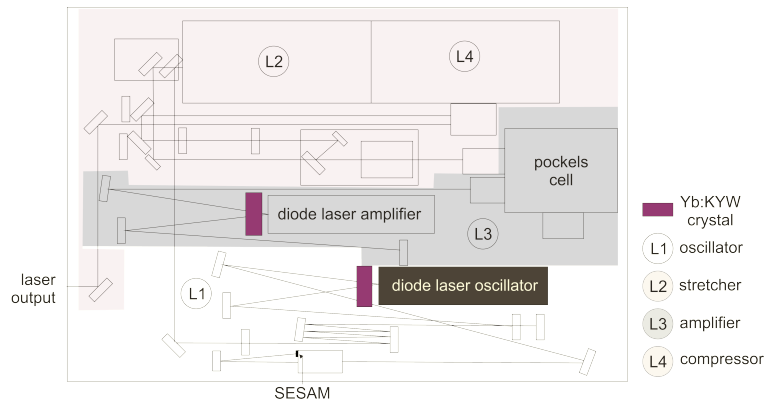 L2
L4
pockels
cell
diode laser amplifier
L3
Yb:KYW
crystal
L1 oscillator
L2 stretcher
L3 amplifier
L4 compressor
laser
output
L1
diode laser oscillator
SESAM